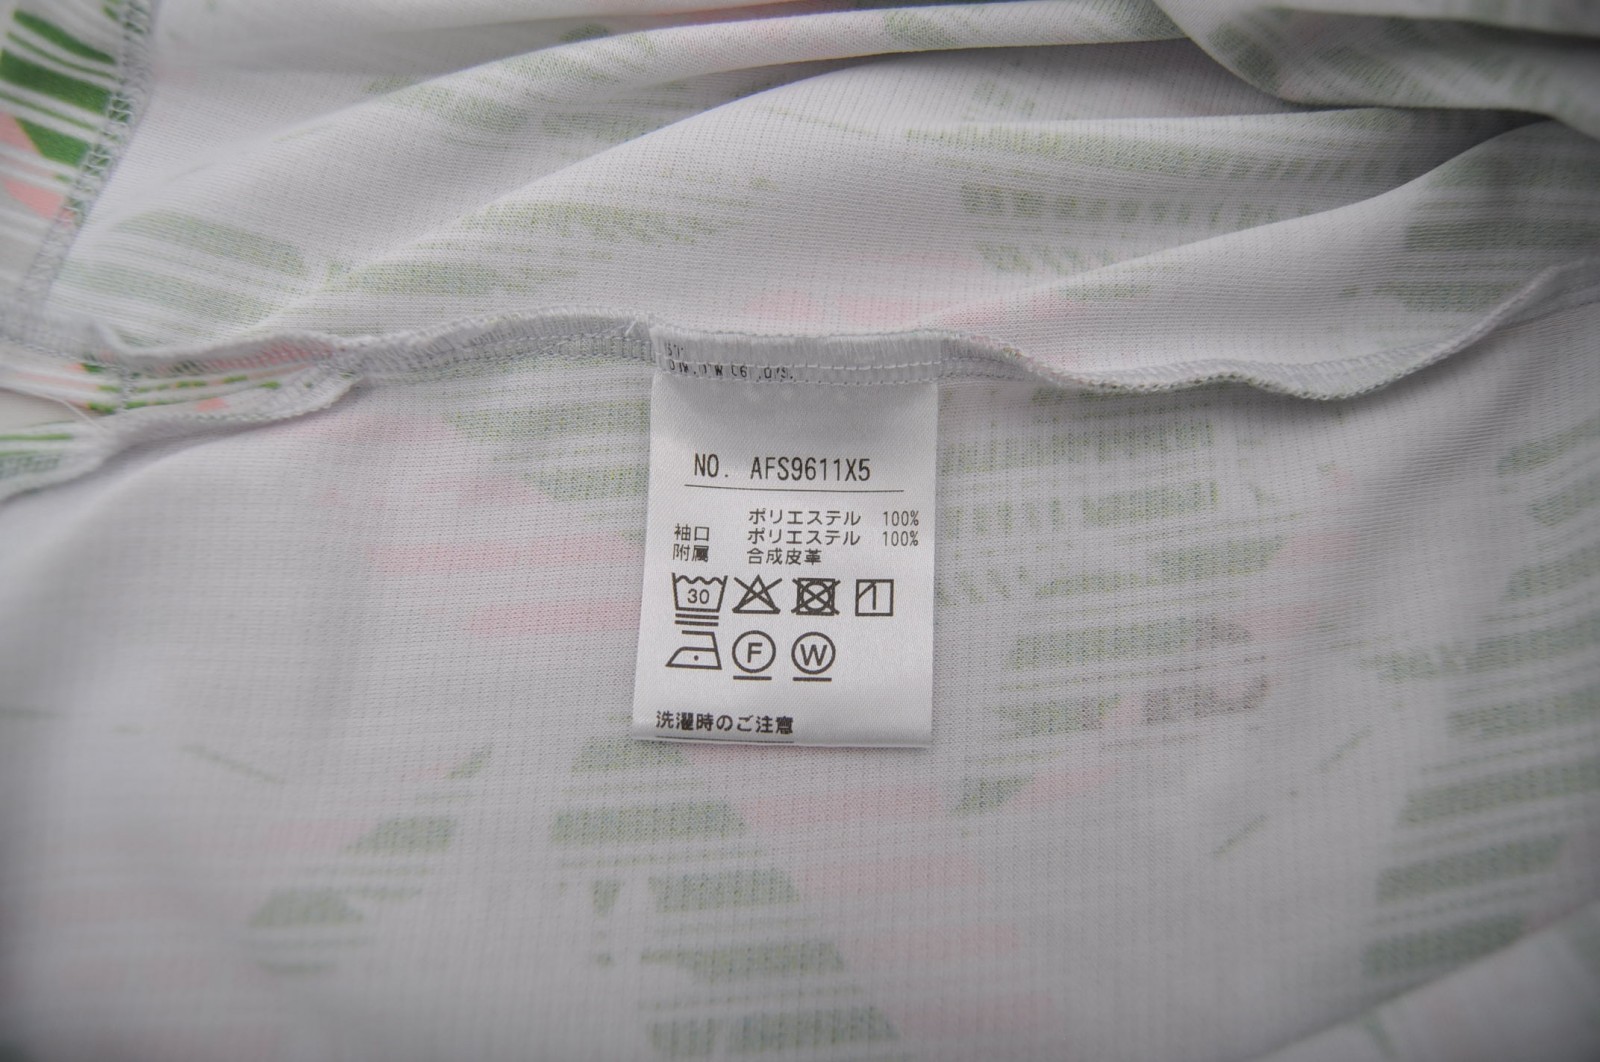 NO. AFS9611X5
ポリエステル 100%
袖口 ポリエステル 100%
附属 合成皮革
30
F W
洗濯時のご注意